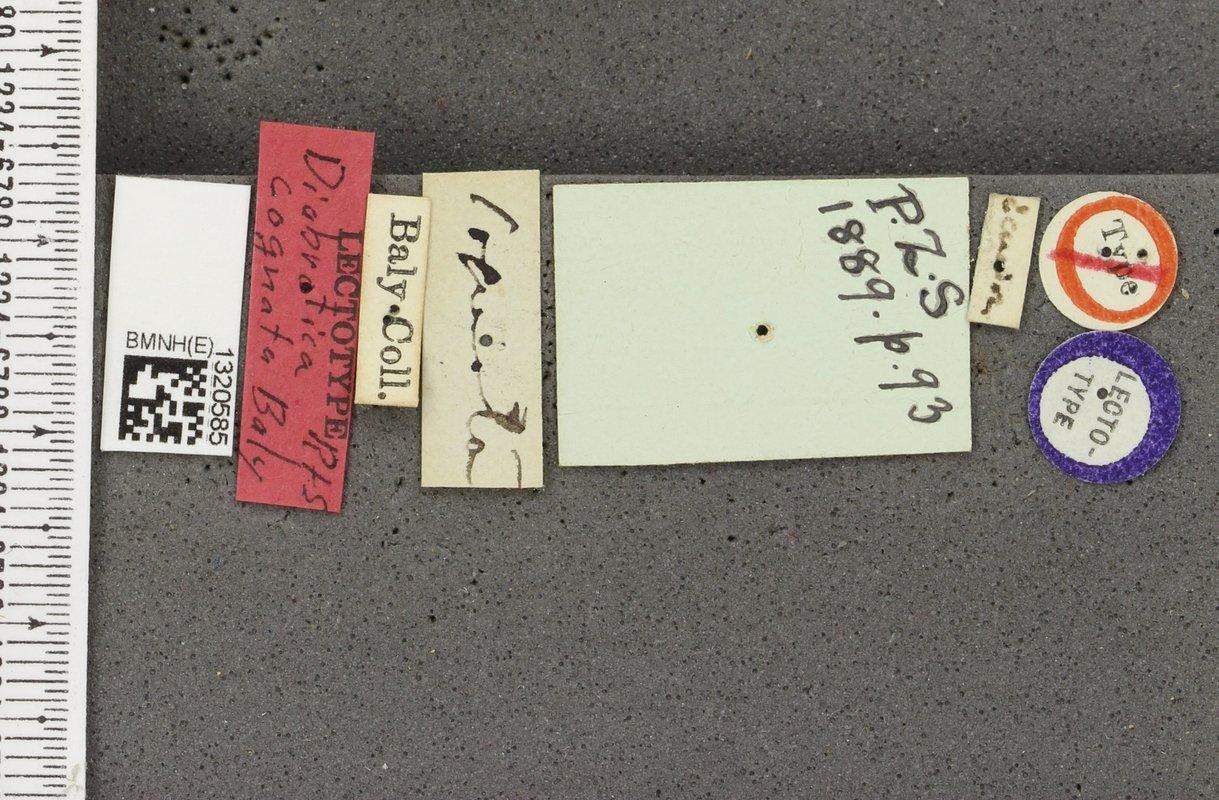 BMNH(E)
1320585
LECTOTYPE
Diabrotica
cognata Baly
Baly.Coll.
P.Z.S
1889.p.93
Type
LECTO-
TYPE